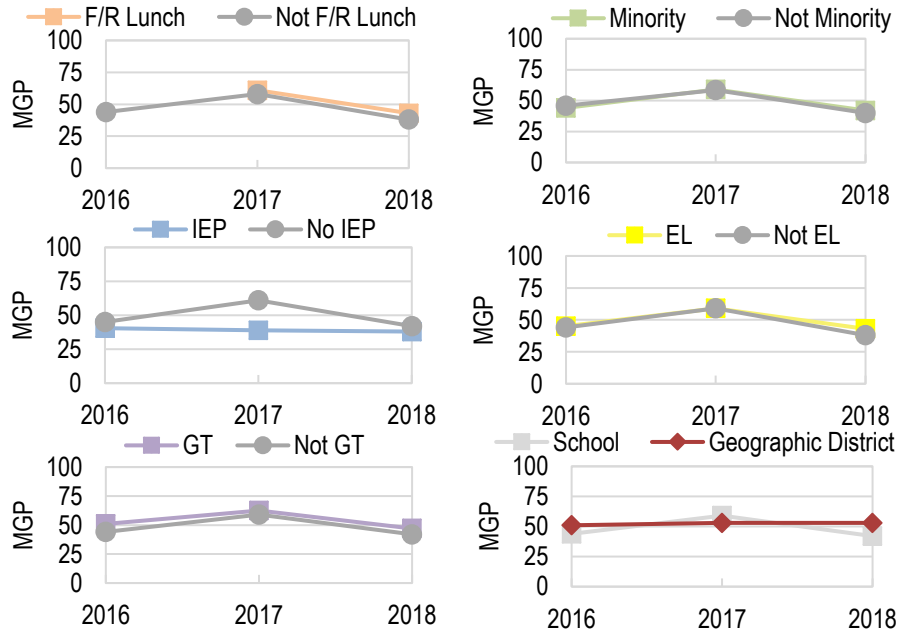 F/R Lunch Not F/R Lunch
100
75
50
25
0
MGP
2016 2017 2018
Minority Not Minority
100
75
50
25
0
MGP
2016 2017 2018
IEP No IEP
100
75
50
25
0
MGP
2016 2017 2018
EL Not EL
100
75
50
25
0
MGP
2016 2017 2018
GT Not GT
100
75
50
25
0
MGP
2016 2017 2018
School Geographic District
100
75
50
25
0
MGP
2016 2017 2018